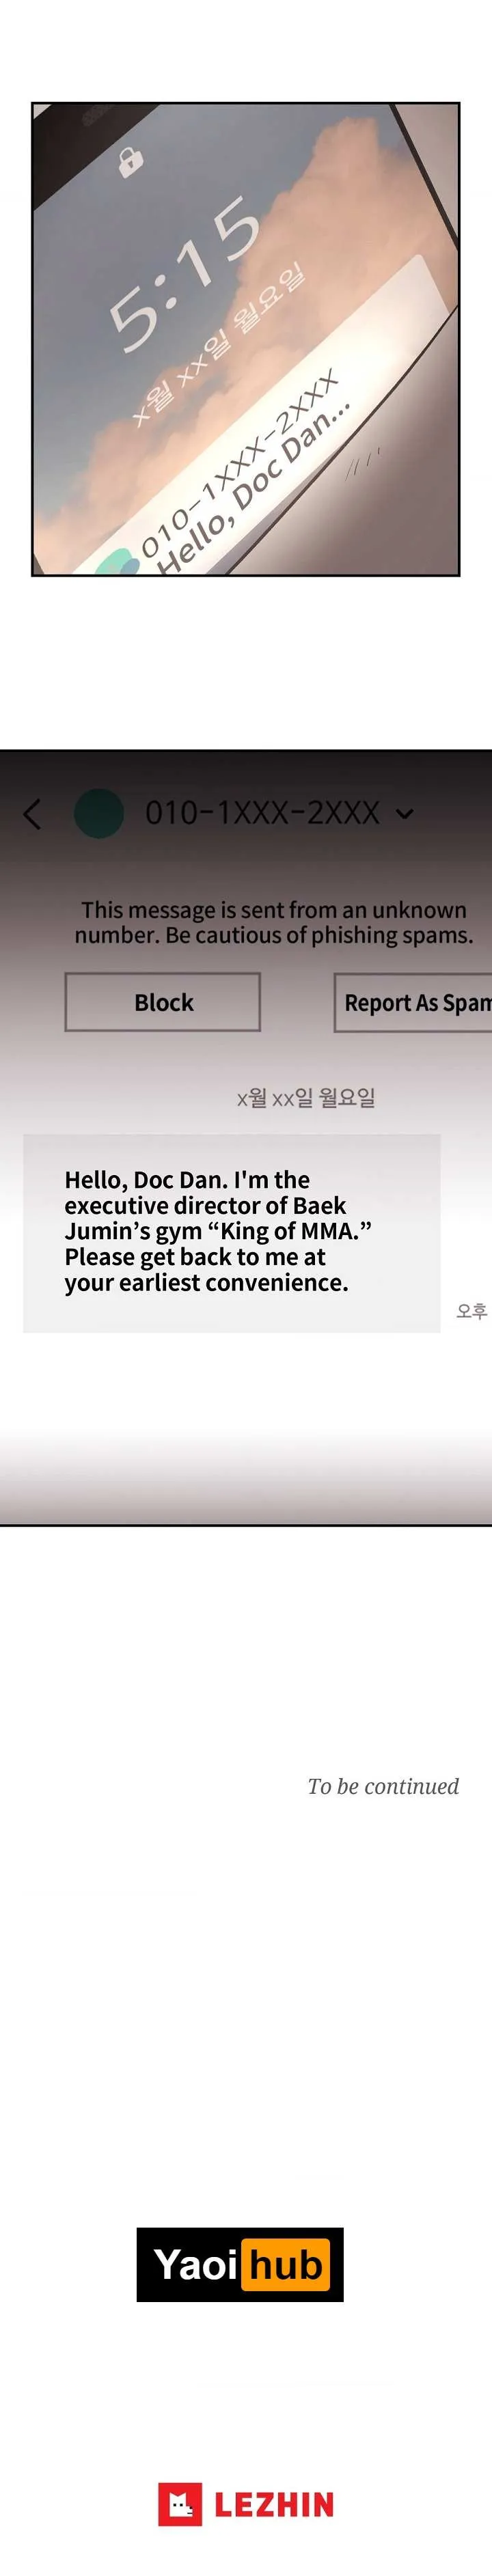 5:15
x월 xx일 월요일
010-1XXX-2XXX
Hello, Doc Dan...
010-1XXX-2XXX
This message is sent from an unknown
number. Be cautious of phishing spams.
Block
Report As Spam
x월 xx일 월요일
Hello, Doc Dan. I'm the
executive director of Baek
Jumin's gym “King of MMA.”
Please get back to me at
your earliest convenience.
오후
To be continued
Yaoi hub
LEZHIN